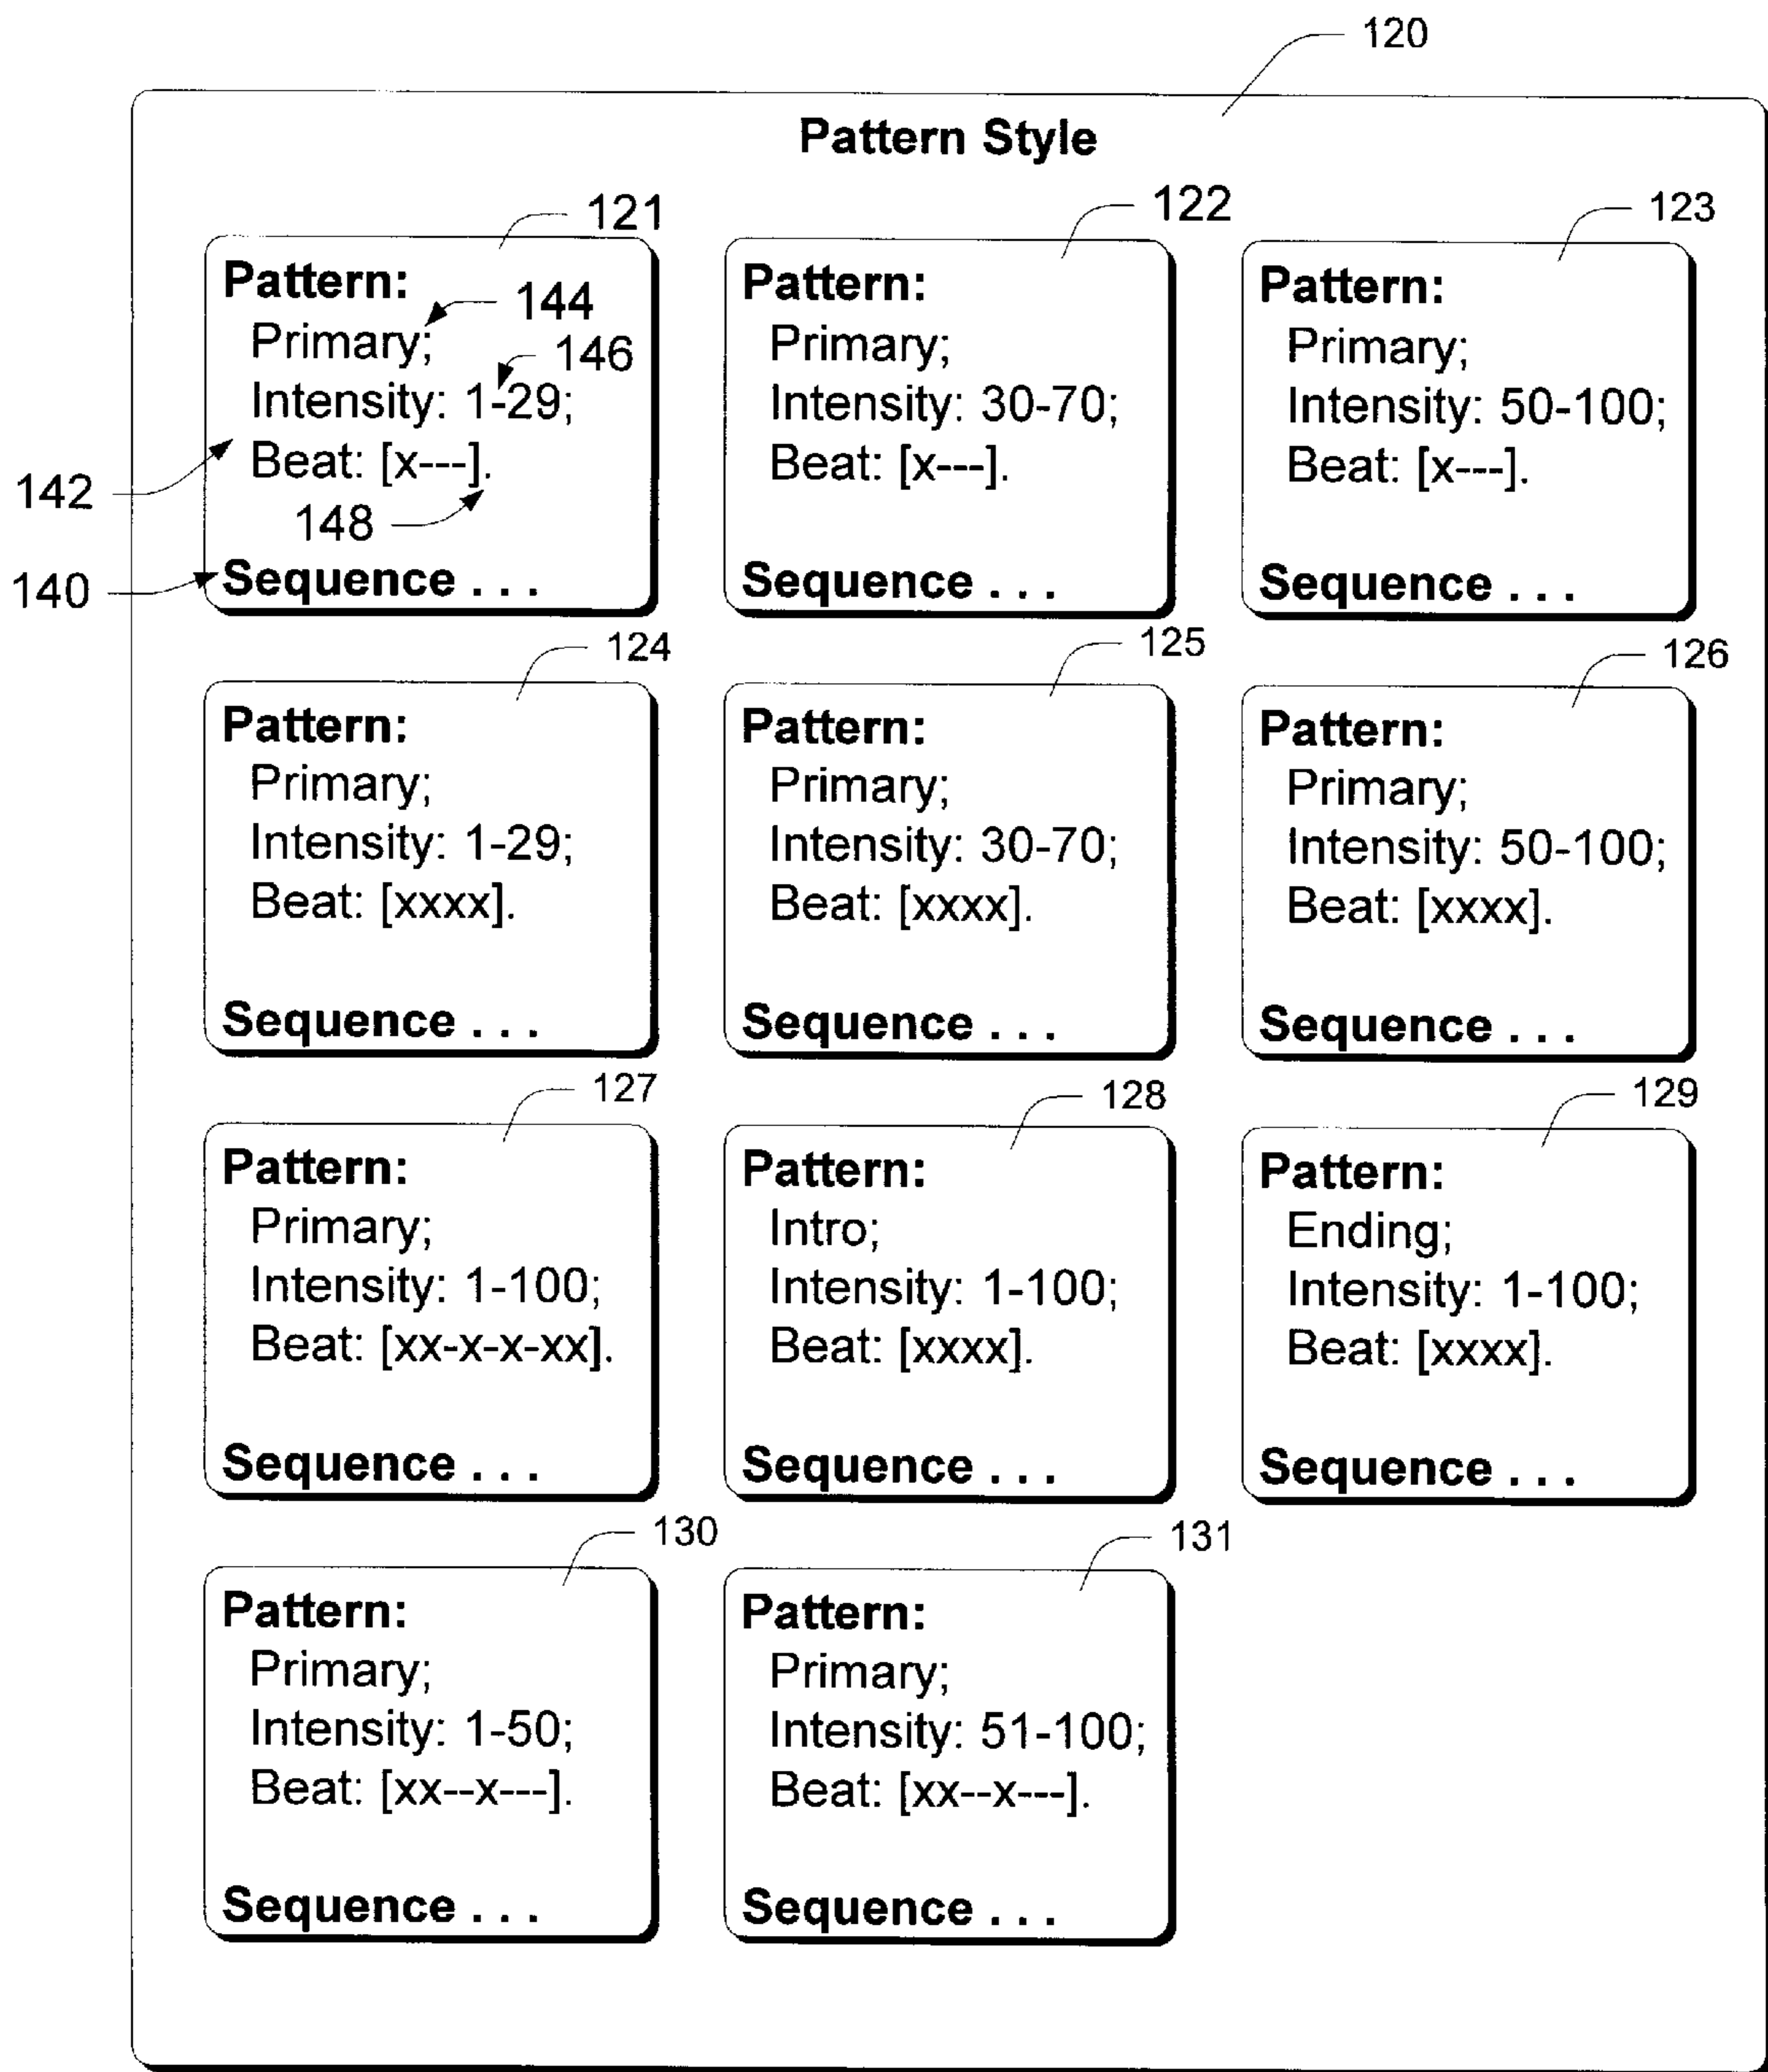 120
Pattern Style
121
122
123
Pattern:
Primary;
144
Intensity: 1-29;
146
Beat: [x---].
142
148
140
Sequence . . .
Pattern:
Primary;
Intensity: 30-70;
Beat: [x---].
Sequence . . .
Pattern:
Primary;
Intensity: 50-100;
Beat: [x---].
Sequence . . .
124
125
126
Pattern:
Primary;
Intensity: 1-29;
Beat: [xxxx].
Sequence . . .
Pattern:
Primary;
Intensity: 30-70;
Beat: [xxxx].
Sequence . . .
Pattern:
Primary;
Intensity: 50-100;
Beat: [xxxx].
Sequence . . .
127
128
129
Pattern:
Primary;
Intensity: 1-100;
Beat: [xx-x-x-xx].
Sequence . . .
Pattern:
Intro;
Intensity: 1-100;
Beat: [xxxx].
Sequence . . .
Pattern:
Ending;
Intensity: 1-100;
Beat: [xxxx].
Sequence . . .
130
131
Pattern:
Primary;
Intensity: 1-50;
Beat: [xx--x---].
Sequence . . .
Pattern:
Primary;
Intensity: 51-100;
Beat: [xx--x---].
Sequence . . .